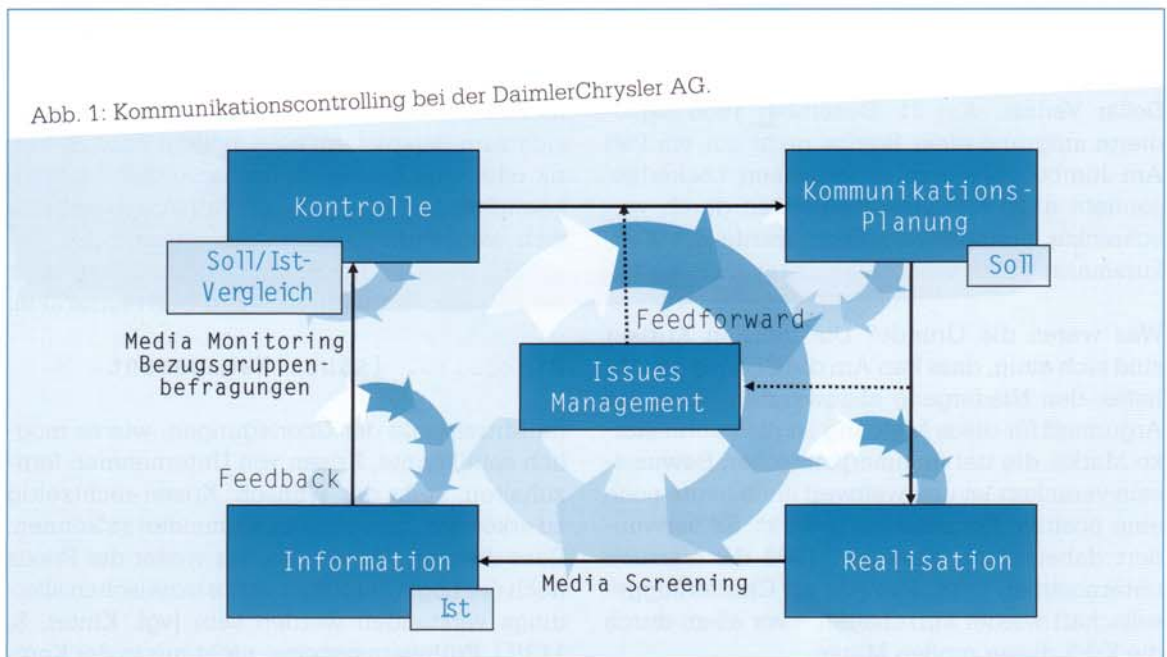 Abb. 1: Kommunikationscontrolling bei der DaimlerChrysler AG.
Kontrolle
Kommunikations-
Planung
Soll/Ist-
Vergleich
Soll
Feedforward
Media Monitoring
Bezugsgruppen-
befragungen
Issues
Management
Feedback
Information
Realisation
Media Screening
Ist